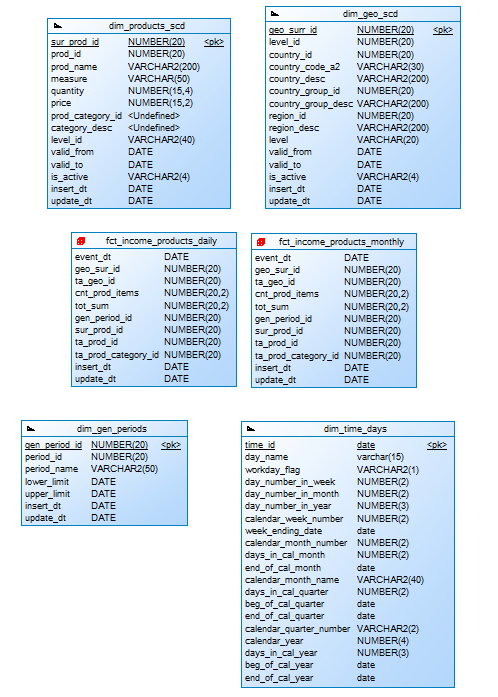 dim_products_scd
sur_prod_id NUMBER(20) <pk>
prod_id NUMBER(20)
prod_name VARCHAR2(200)
measure VARCHAR(50)
quantity NUMBER(15,4)
price NUMBER(15,2)
prod_category_id <Undefined>
category_desc <Undefined>
level_id VARCHAR2(40)
valid_from DATE
valid_to DATE
is_active VARCHAR2(4)
insert_dt DATE
update_dt DATE
dim_geo_scd
geo_surr_id NUMBER(20) <pk>
level_id NUMBER(20)
country_id NUMBER(20)
country_code_a2 VARCHAR2(30)
country_desc VARCHAR2(200)
country_group_id NUMBER(20)
country_group_desc VARCHAR2(200)
region_id NUMBER(20)
region_desc VARCHAR2(200)
level VARCHAR(20)
valid_from DATE
valid_to DATE
is_active VARCHAR2(4)
insert_dt DATE
update_dt DATE
fct_income_products_daily
event_dt DATE
geo_sur_id NUMBER(20)
ta_geo_id NUMBER(20)
cnt_prod_items NUMBER(20,2)
tot_sum NUMBER(20,2)
gen_period_id NUMBER(20)
sur_prod_id NUMBER(20)
ta_prod_id NUMBER(20)
ta_prod_category_id NUMBER(20)
insert_dt DATE
update_dt DATE
fct_income_products_monthly
event_dt DATE
geo_sur_id NUMBER(20)
ta_geo_id NUMBER(20)
cnt_prod_items NUMBER(20,2)
tot_sum NUMBER(20,2)
gen_period_id NUMBER(20)
sur_prod_id NUMBER(20)
ta_prod_id NUMBER(20)
ta_prod_category_id NUMBER(20)
insert_dt DATE
update_dt DATE
dim_gen_periods
gen_period_id NUMBER(20) <pk>
period_id NUMBER(20)
period_name VARCHAR2(50)
lower_limit DATE
upper_limit DATE
insert_dt DATE
update_dt DATE
dim_time_days
time_id date <pk>
day_name varchar(15)
workday_flag VARCHAR2(1)
day_number_in_week NUMBER(2)
day_number_in_month NUMBER(2)
day_number_in_year NUMBER(3)
calendar_week_number NUMBER(2)
week_ending_date date
calendar_month_number NUMBER(2)
days_in_cal_month NUMBER(2)
end_of_cal_month date
calendar_month_name VARCHAR2(40)
days_in_cal_quarter NUMBER(2)
beg_of_cal_quarter date
end_of_cal_quarter date
calendar_quarter_number VARCHAR2(2)
calendar_year NUMBER(4)
days_in_cal_year NUMBER(3)
beg_of_cal_year date
end_of_cal_year date